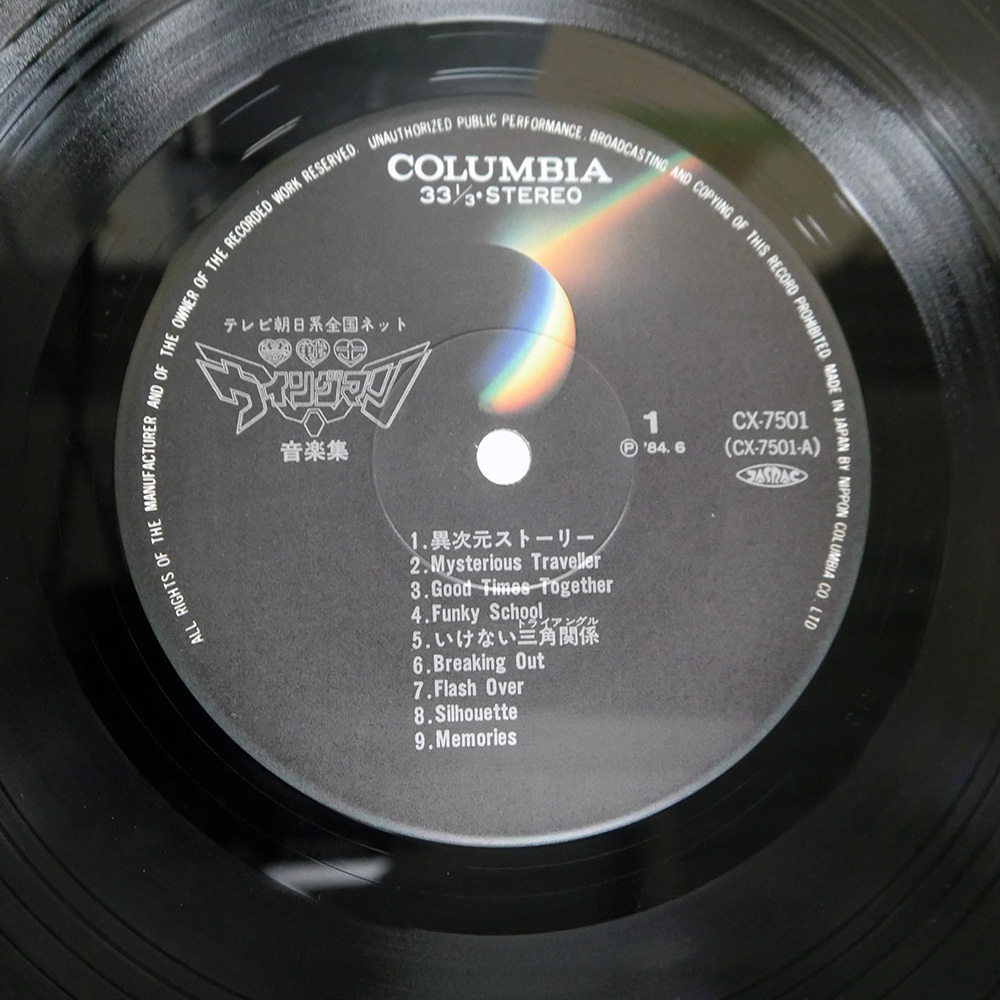 ALL RIGHTS OF THE MANUFACTURER AND OF THE OWNER OF THE RECORDED WORK RESERVED. UNAUTHORIZED PUBLIC PERFORMANCE. BROADCASTING AND COPYING OF THIS RECORD PROHIBITED. MADE IN JAPAN BY NIPPON COLUMBIA CO. LTD
COLUMBIA
33 1/3・STEREO
テレビ朝日系全国ネット
夢戦士
ウイングマン
音楽集
1
Ⓟ '84. 6
CX-7501
(CX-7501-A)
JASRAC
1.異次元ストーリー
2.Mysterious Traveller
3.Good Times Together
4.Funky School
トライアングル
5.いけない三角関係
6.Breaking Out
7.Flash Over
8.Silhouette
9.Memories